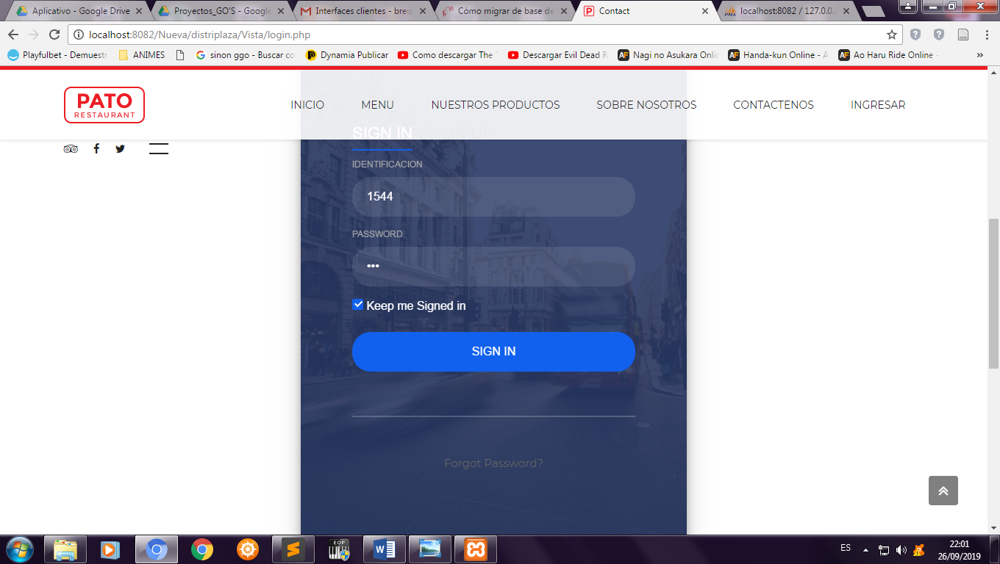 Aplicativo - Google Drive
Proyectos_GO'S - Google
Interfaces clientes - breis
Cómo migrar de base de
Contact
localhost:8082 / 127.0.0.
localhost:8082/Nueva/distriplaza/Vista/login.php
Playfulbet - Demuestr
ANIMES
sinon ggo - Buscar co
Dynamia Publicar
Como descargar The
Descargar Evil Dead R
Nagi no Asukara Onli
Handa-kun Online - A
Ao Haru Ride Online -
PATO
RESTAURANT
INICIO
MENU
NUESTROS PRODUCTOS
SOBRE NOSOTROS
CONTACTENOS
INGRESAR
SIGN IN
SIGN UP
IDENTIFICACION
1544
PASSWORD
•••
Keep me Signed in
SIGN IN
Forgot Password?
EOP
ES
22:01
26/09/2019